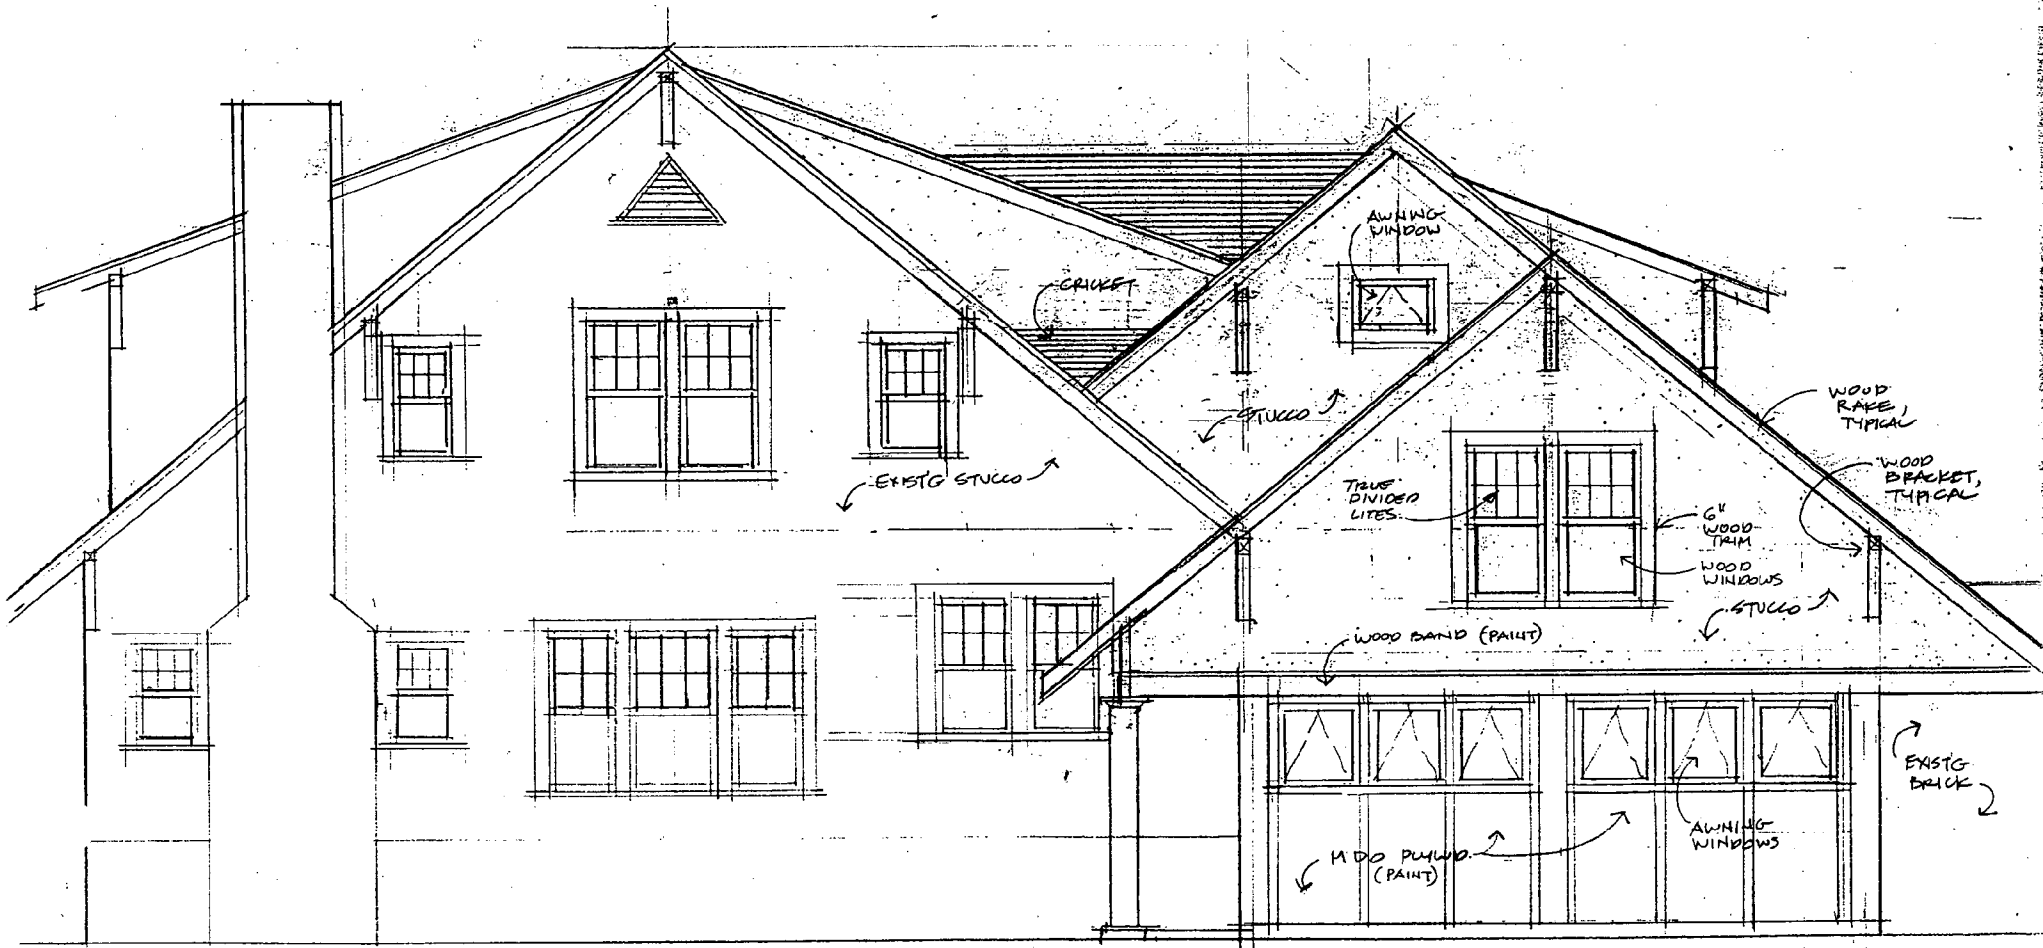 AWNING
WINDOW
CRICKET
STUCCO
WOOD
RAKE,
TYPICAL
EXIST'G STUCCO
TRUE
DIVIDED
LITES
WOOD
BRACKET,
TYPICAL
6"
WOOD
TRIM
WOOD
WINDOWS
STUCCO
WOOD BAND (PAINT)
EXIST'G
BRICK
AWNING
WINDOWS
MDO PLYWD.
(PAINT)